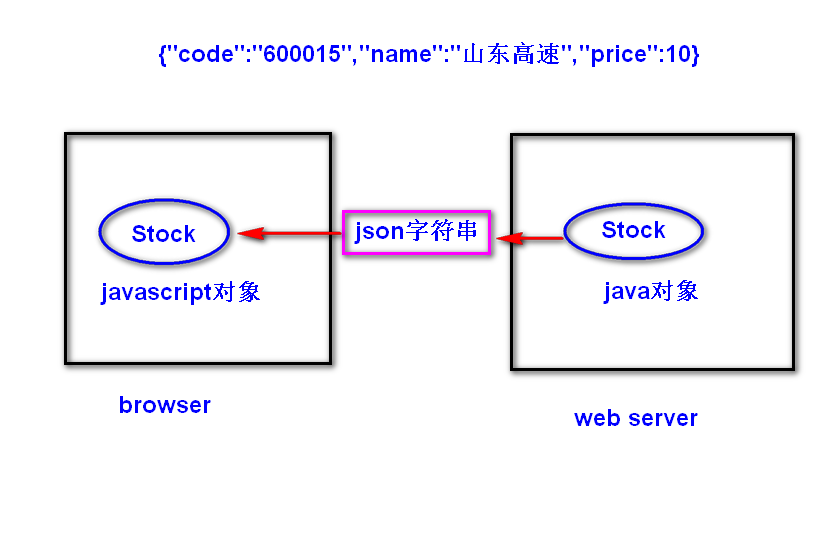 {"code":"600015","name":"山东高速","price":10}
Stock
json字符串
Stock
javascript对象
java对象
browser
web server